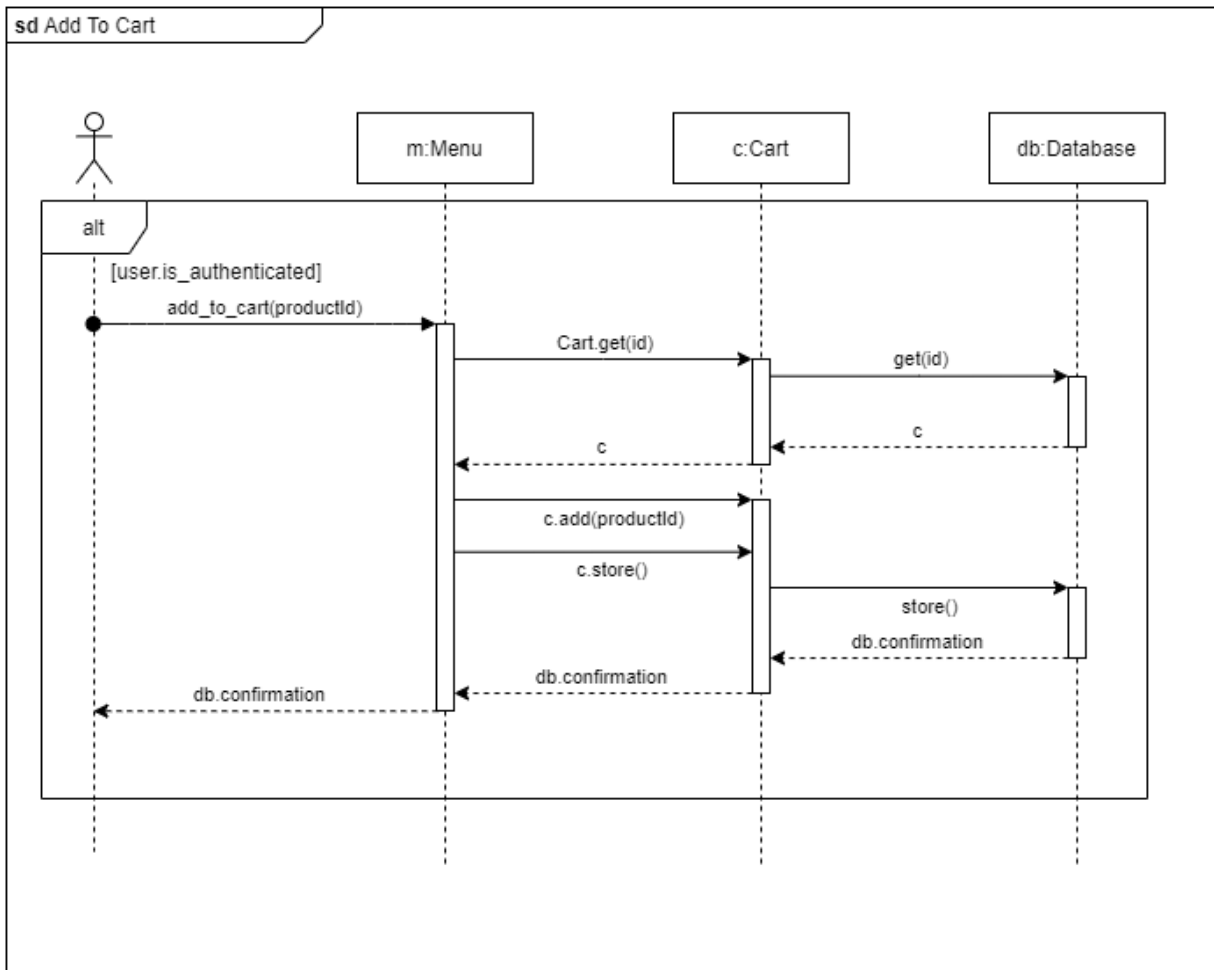 sd Add To Cart
m:Menu
c:Cart
db:Database
alt
[user.is_authenticated]
add_to_cart(productId)
Cart.get(id)
get(id)
c
c
c.add(productId)
c.store()
store()
db.confirmation
db.confirmation
db.confirmation